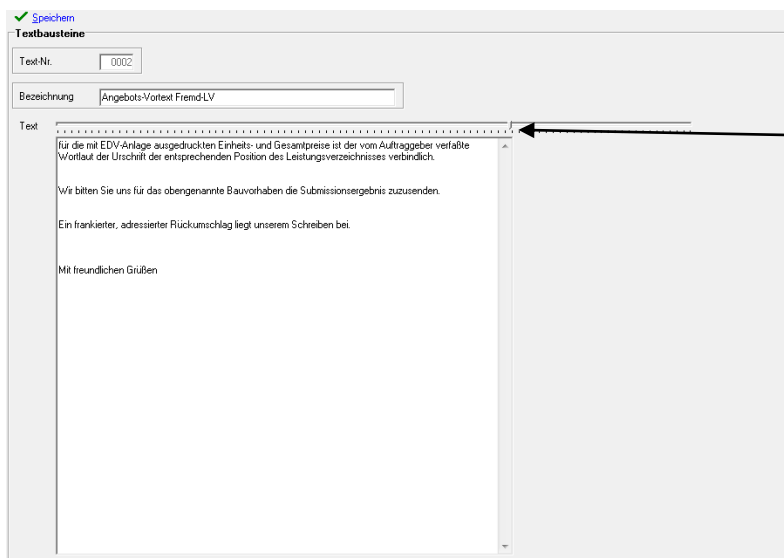 Speichern
Textbausteine
Text-Nr. 0002
Bezeichnung Angebots-Vortext Fremd-LV
Text
für die mit EDV-Anlage ausgedruckten Einheits- und Gesamtpreise ist der vom Auftraggeber verfaßte
Wortlaut der Urschrift der entsprechenden Position des Leistungsverzeichnisses verbindlich.
Wir bitten Sie uns für das obengenannte Bauvorhaben die Submissionsergebnis zuzusenden.
Ein frankierter, adressierter Rückumschlag liegt unserem Schreiben bei.
Mit freundlichen Grüßen